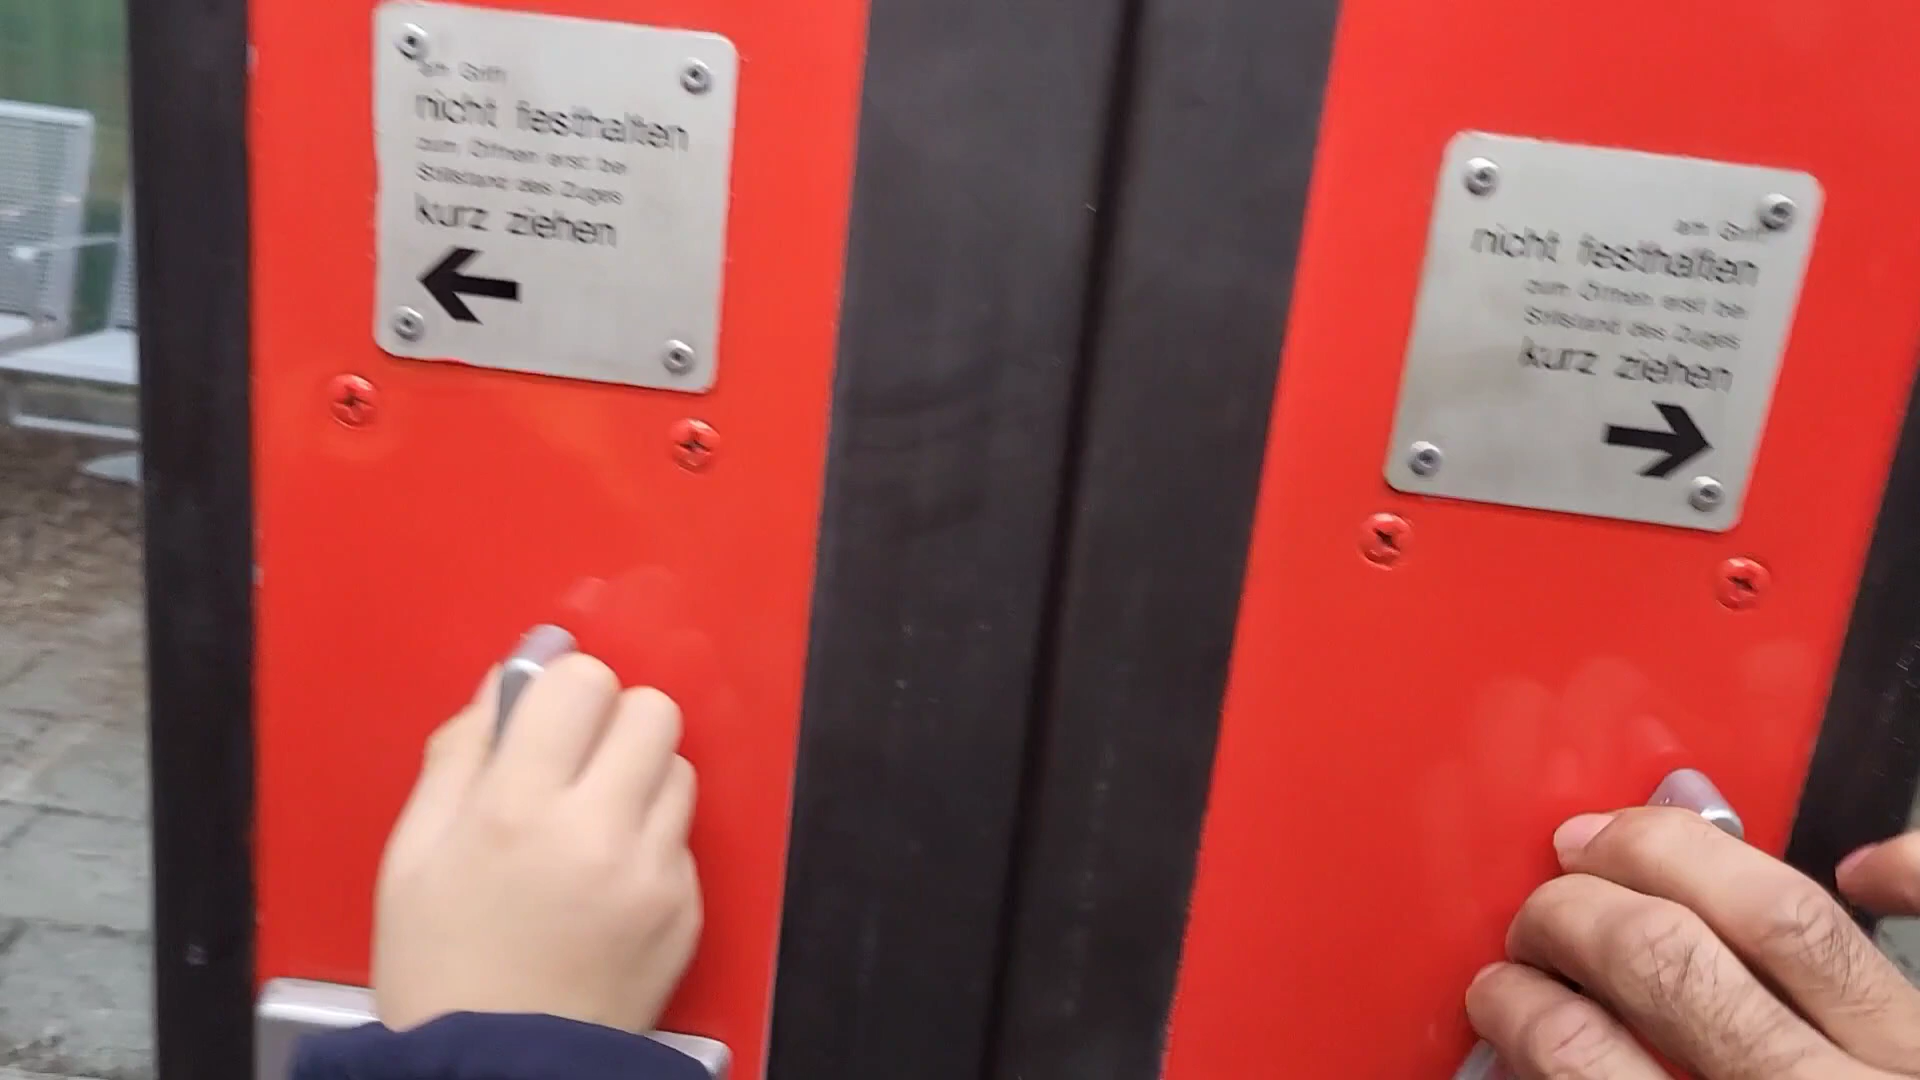 am Griff
nicht festhalten
zum Öffnen erst bei
Stillstand des Zuges
kurz ziehen
am Griff
nicht festhalten
zum Öffnen erst bei
Stillstand des Zuges
kurz ziehen